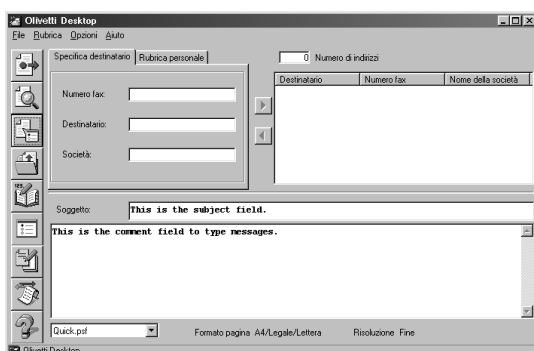 Olivetti Desktop
File Rubrica Opzioni Aiuto
Specifica destinatario Rubrica personale
0 Numero di indirizzi
Destinatario Numero fax Nome della società
Numero fax:
Destinatario:
Società:
Soggetto: This is the subject field.
This is the comment field to type messages.
Quick.psf Formato pagina A4/Legale/Lettera Risoluzione Fine
Olivetti Desktop